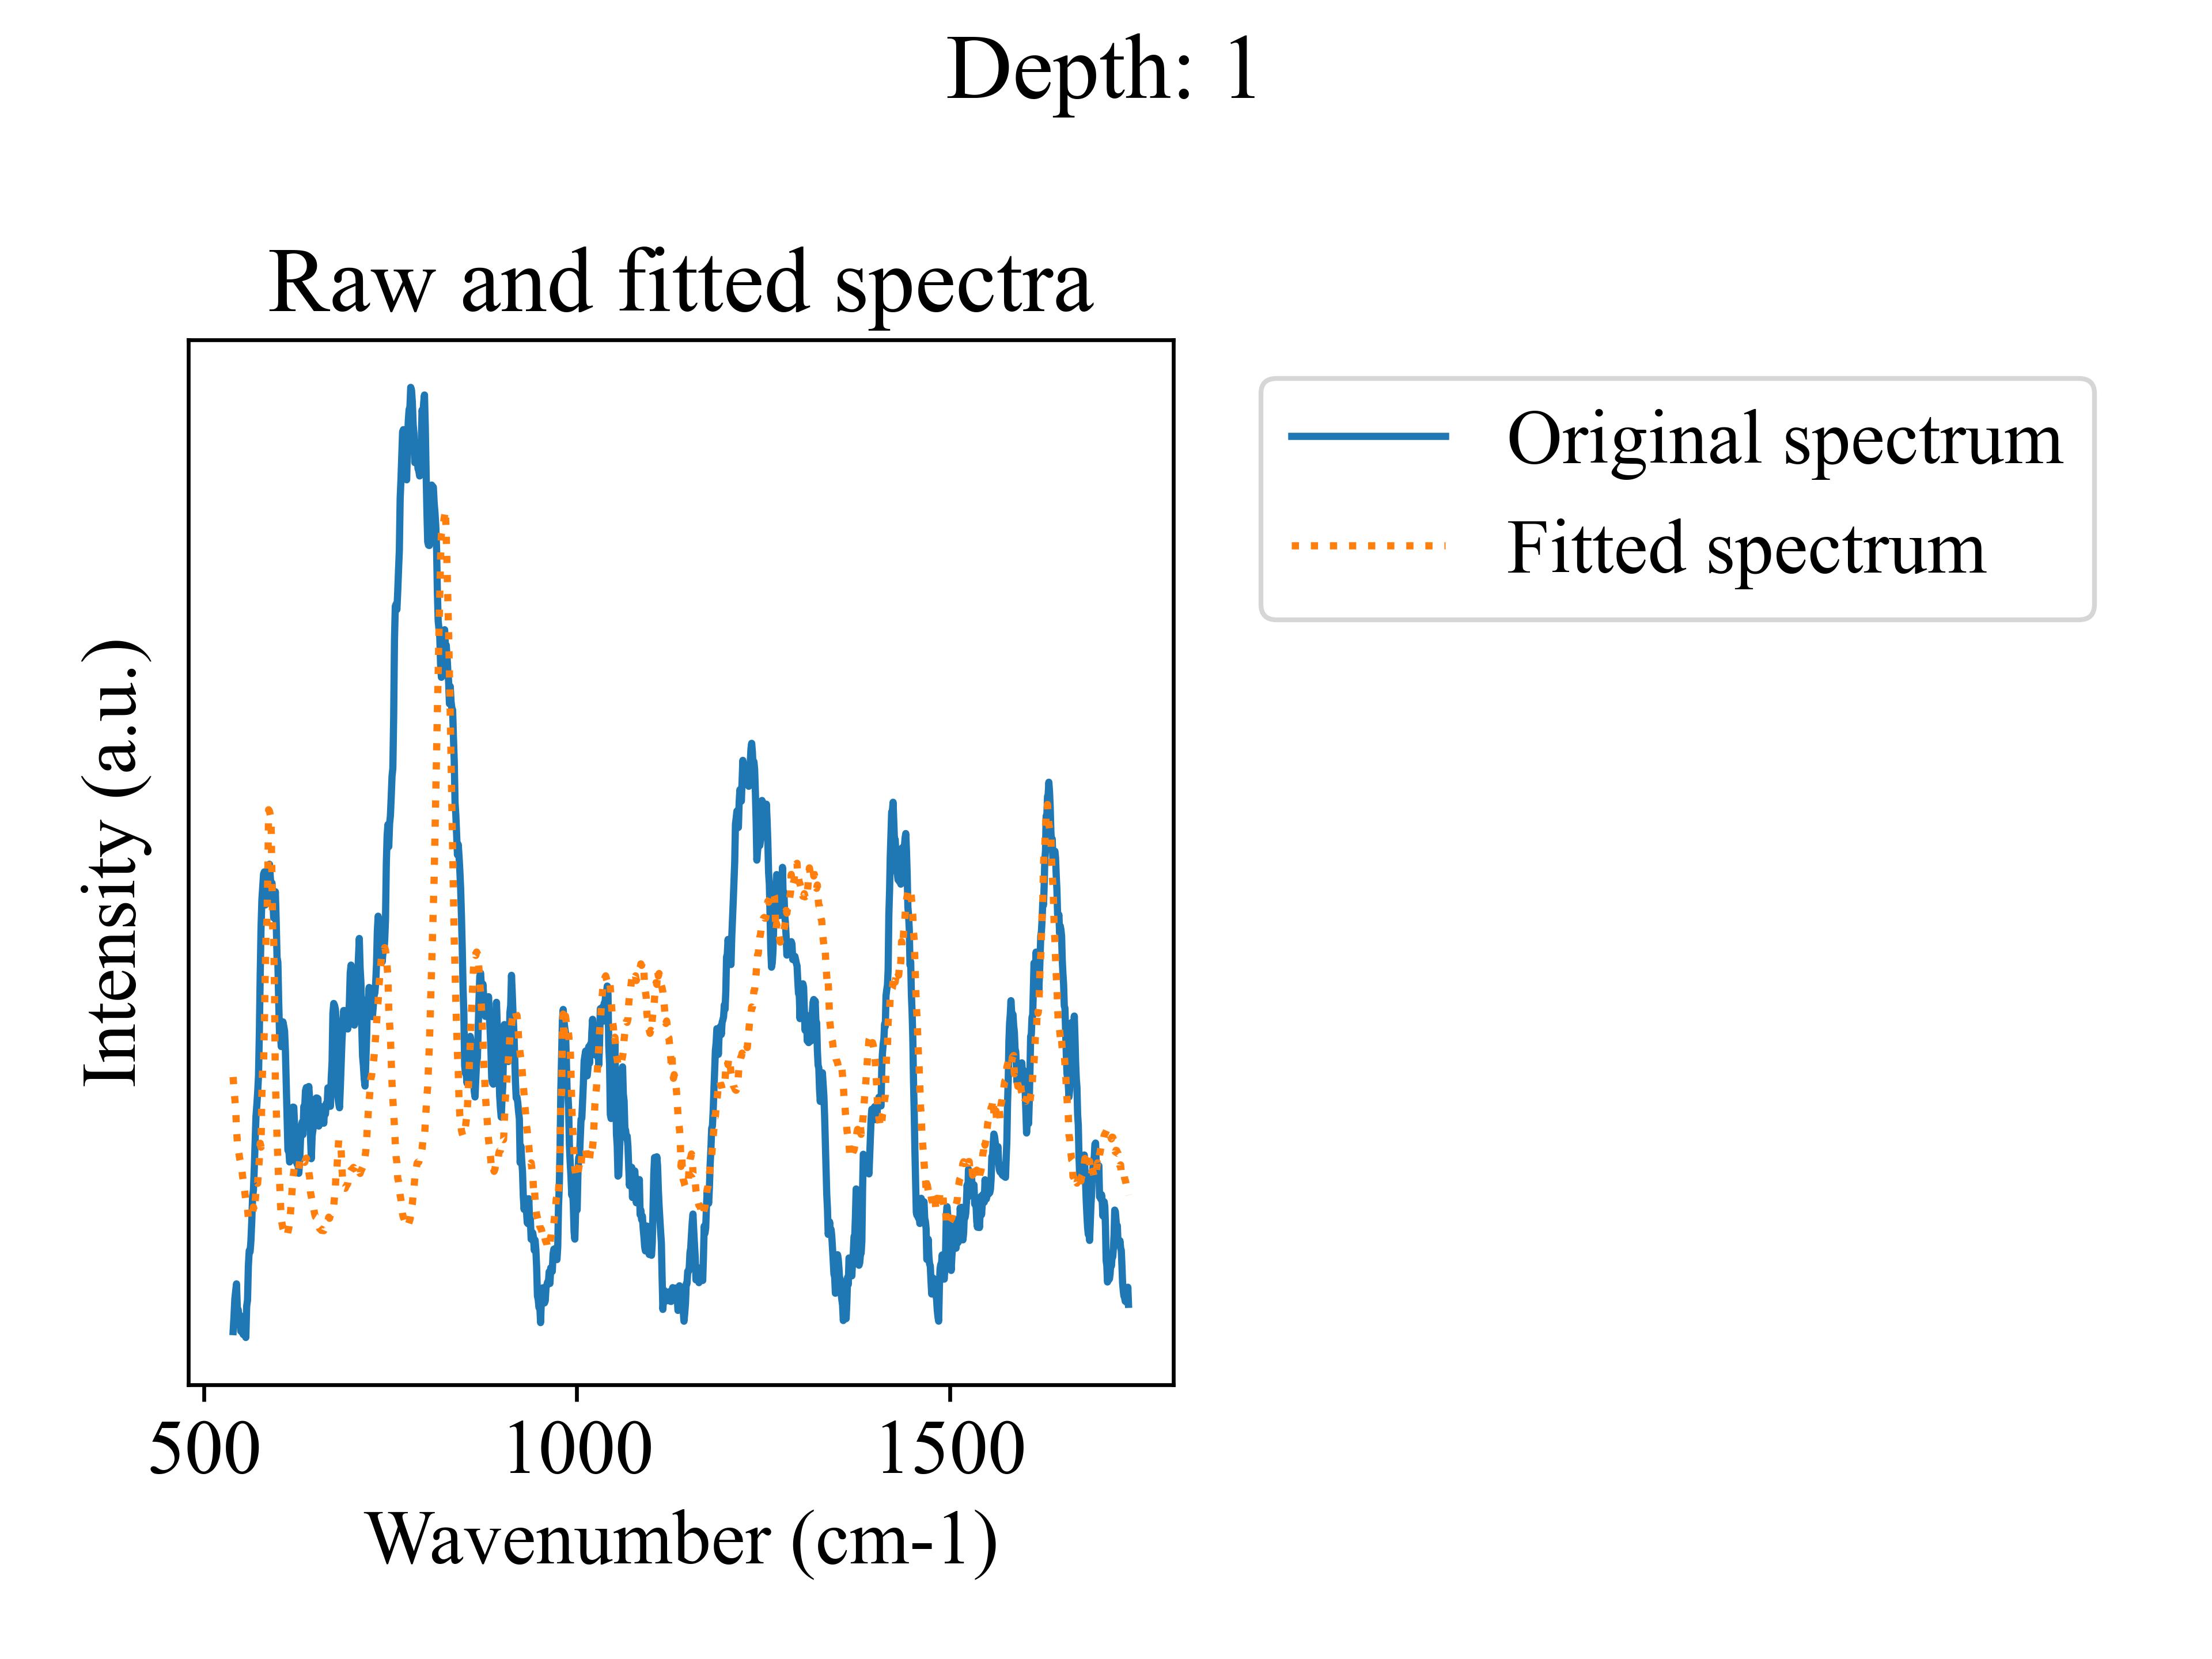 Depth: 1
Raw and fitted spectra
Original spectrum
Fitted spectrum
Intensity (a.u.)
500 1000 1500
Wavenumber (cm-1)